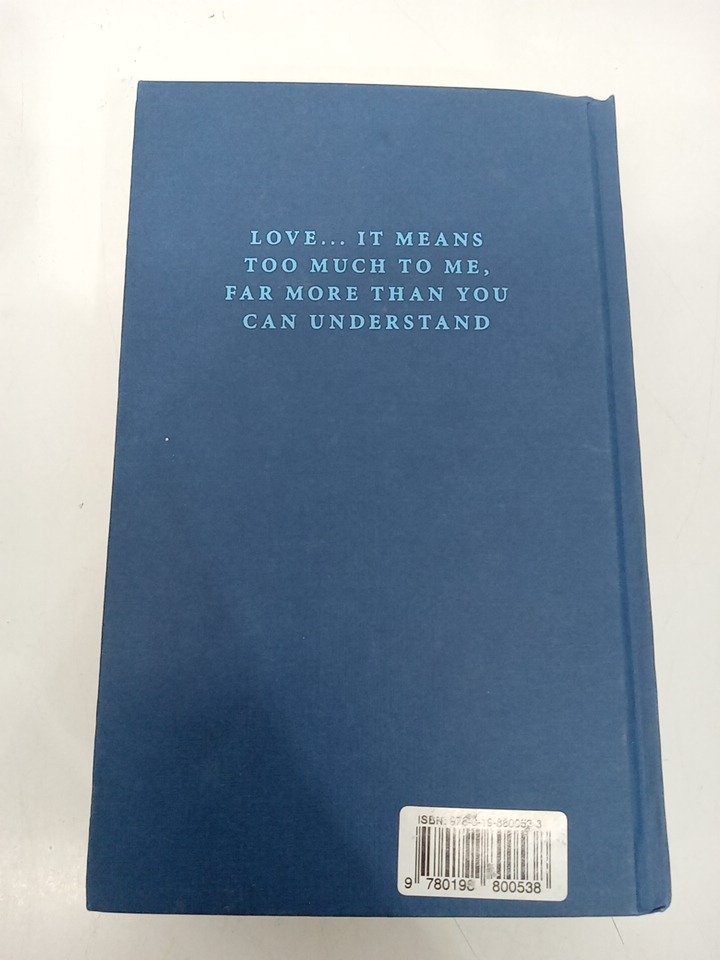 LOVE... IT MEANS
TOO MUCH TO ME,
FAR MORE THAN YOU
CAN UNDERSTAND
ISBN:
9 780198 800538